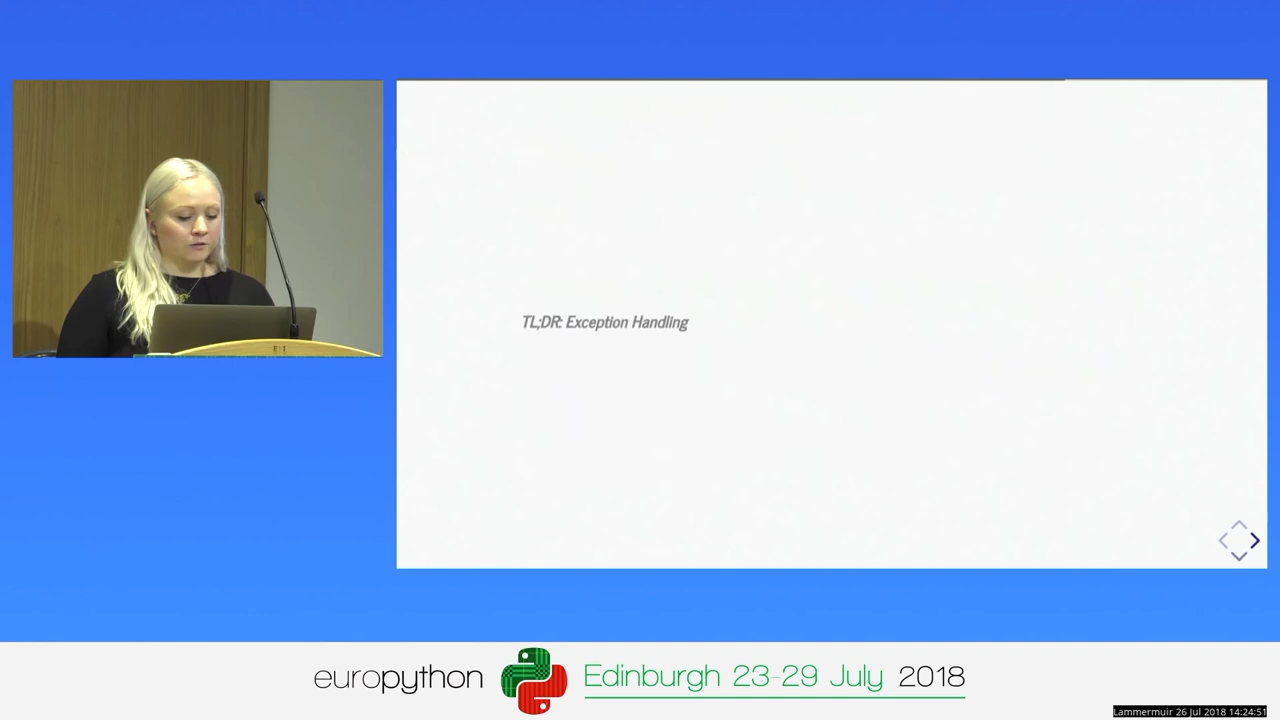 TL;DR: Exception Handling
europython
Edinburgh 23-29 July 2018
Lammermuir 26 Jul 2018 14:24:51